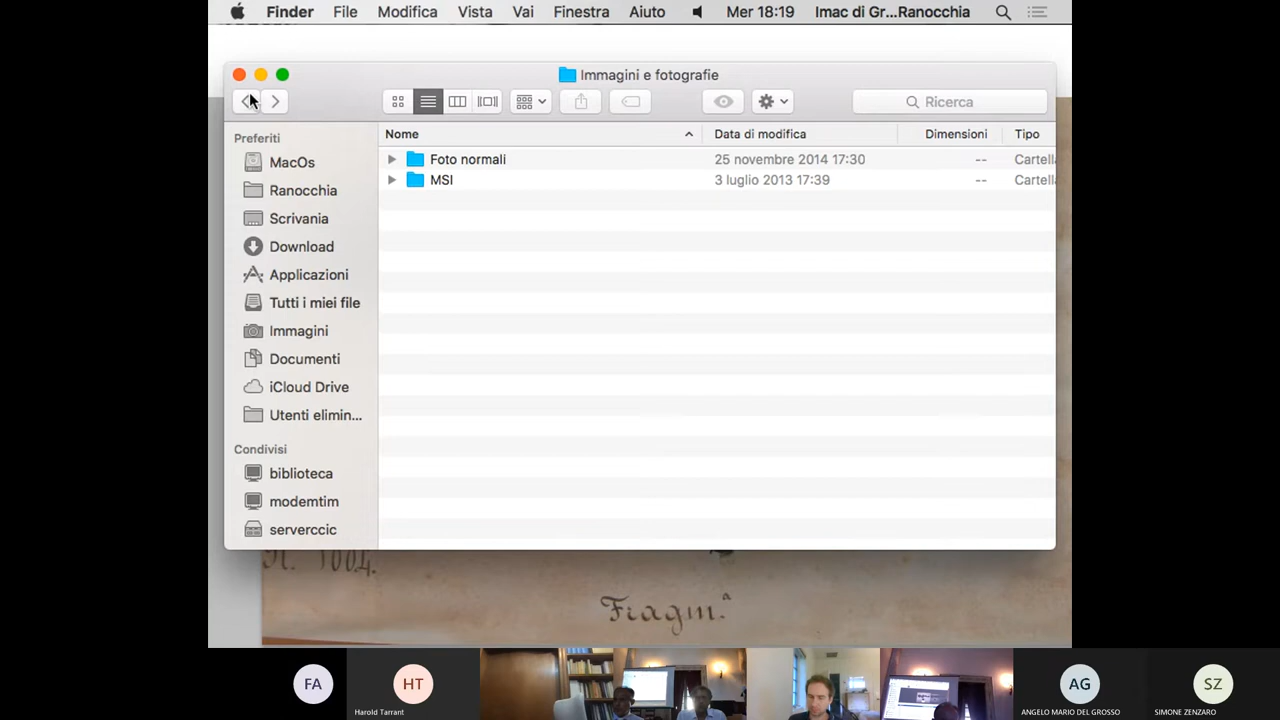 Finder File Modifica Vista Vai Finestra Aiuto Mer 18:19 Imac di Gr...Ranocchia
Immagini e fotografie
Ricerca
Preferiti
MacOs
Ranocchia
Scrivania
Download
Applicazioni
Tutti i miei file
Immagini
Documenti
iCloud Drive
Utenti elimin...
Condivisi
biblioteca
modemtim
serverccic
Nome Data di modifica Dimensioni Tipo
Foto normali 25 novembre 2014 17:30 -- Cartell
MSI 3 luglio 2013 17:39 -- Cartell
N. 1004.
Fragm.a
FA
HT
Harold Tarrant
AG
ANGELO MARIO DEL GROSSO
SZ
SIMONE ZENZARO